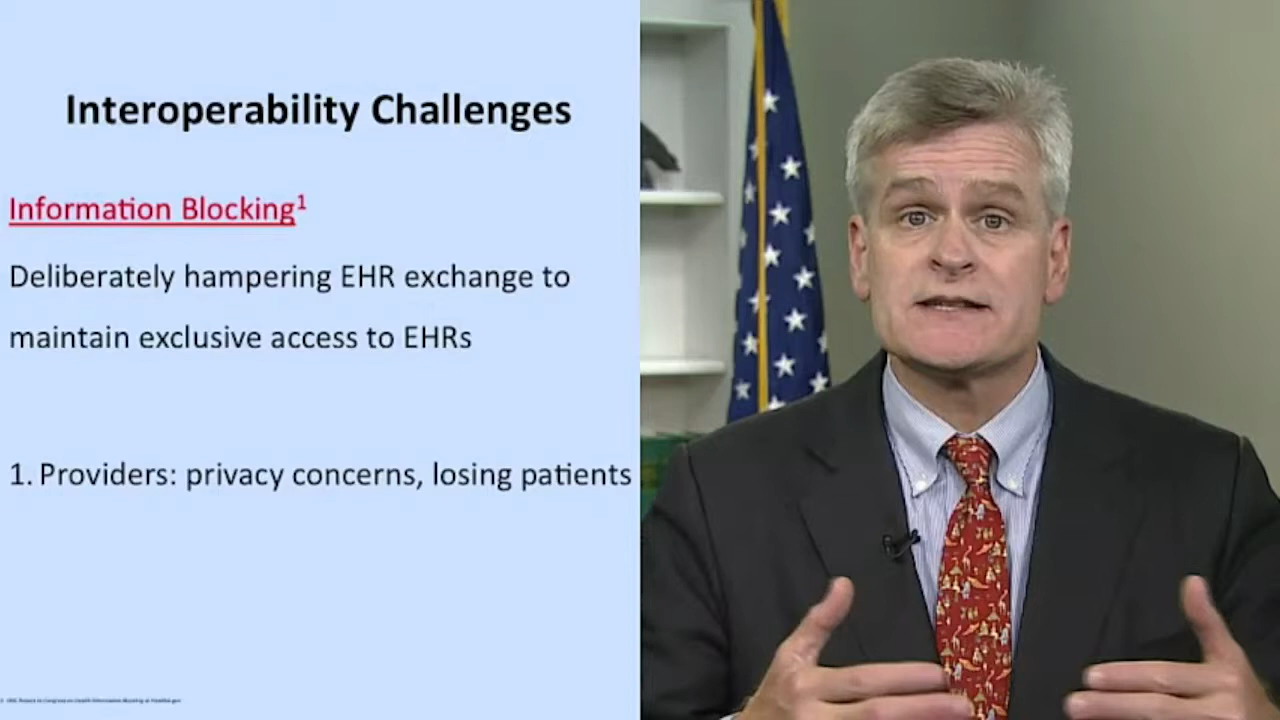 Interoperability Challenges
Information Blocking¹
Deliberately hampering EHR exchange to
maintain exclusive access to EHRs
1. Providers: privacy concerns, losing patients